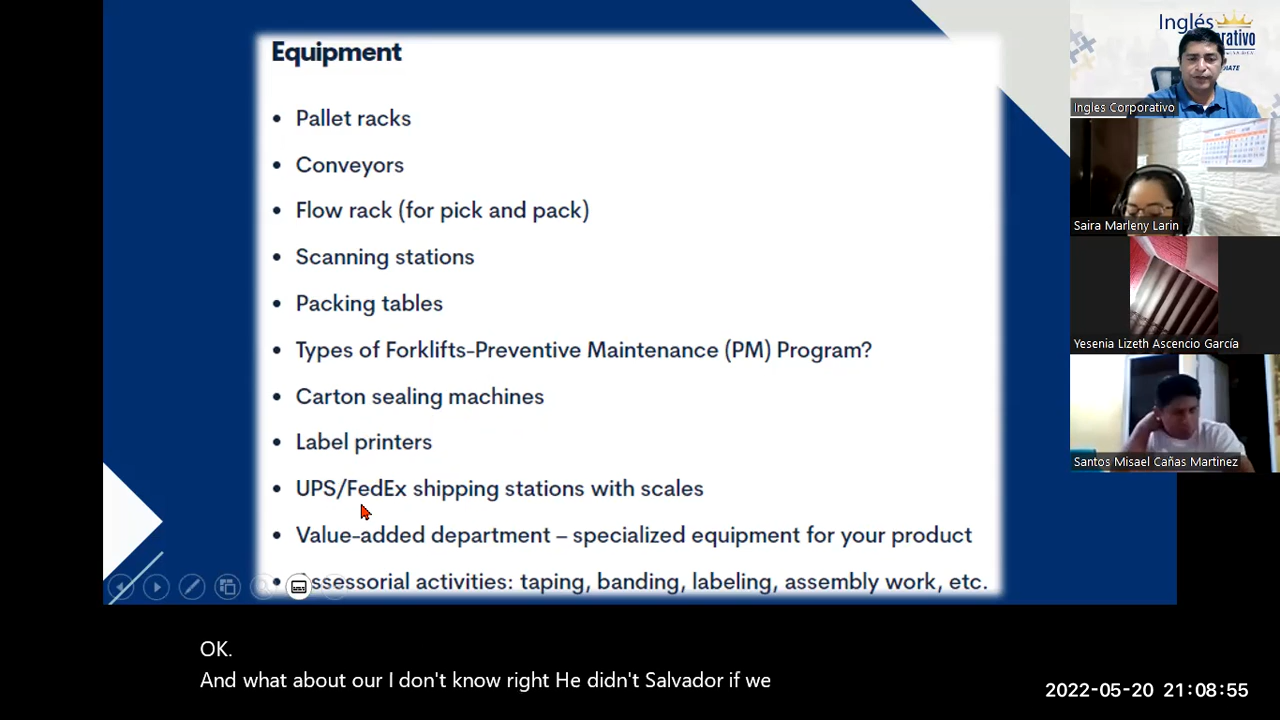 Equipment
• Pallet racks
• Conveyors
• Flow rack (for pick and pack)
• Scanning stations
• Packing tables
• Types of Forklifts-Preventive Maintenance (PM) Program?
• Carton sealing machines
• Label printers
• UPS/FedEx shipping stations with scales
• Value-added department – specialized equipment for your product
• ssessorial activities: taping, banding, labeling, assembly work, etc.
Inglés
rativo
Ingles Corporativo
Saira Marleny Larin
Yesenia Lizeth Ascencio García
Santos Misael Cañas Martinez
OK.
And what about our I don't know right He didn't Salvador if we
2022-05-20 21:08:55